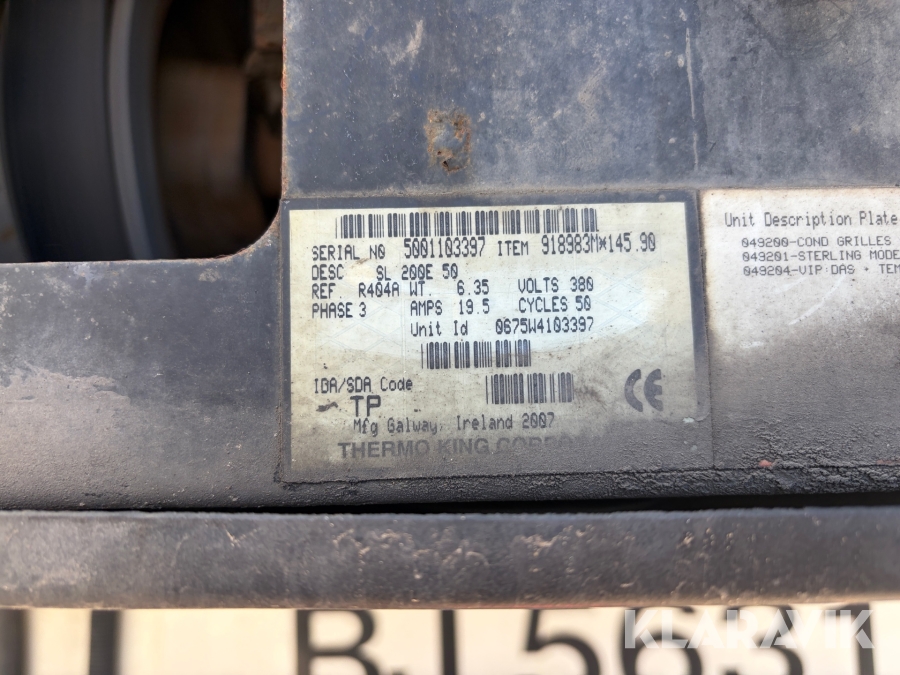 SERIAL NO 5001103397 ITEM 918983M*145.90
DESC SL 200E 50
REF. R404A WT. 6.35 VOLTS 380
PHASE 3 AMPS 19.5 CYCLES 50
Unit Id 0675W4103397
IGA/SDA Code
TP
CE
Mfg Galway, Ireland 2007
THERMO KING
Unit Description Plate
049200-COND GRILLES
049201-STERLING
049204-VIP DAS +
KLARAVIK